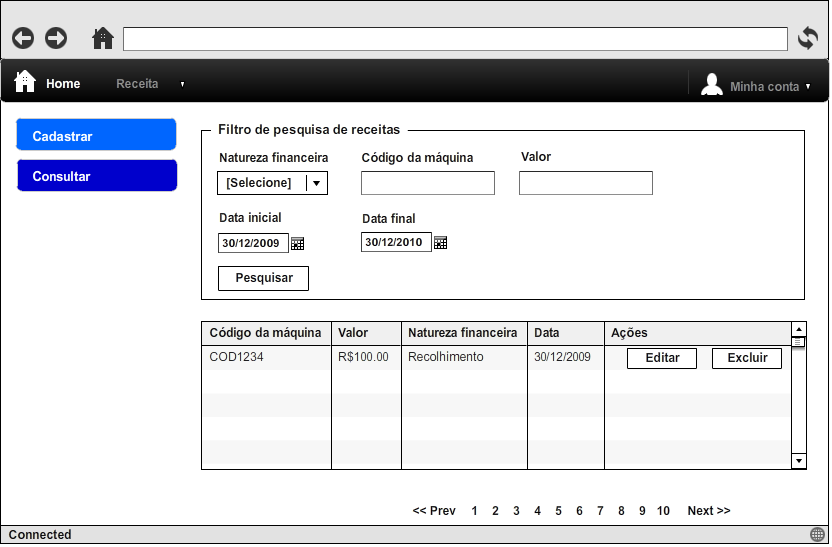 Home Receita Minha conta
Cadastrar
Consultar
Filtro de pesquisa de receitas
Natureza financeira Código da máquina Valor
[Selecione]
Data inicial Data final
30/12/2009 30/12/2010
Pesquisar
Código da máquina Valor Natureza financeira Data Ações
COD1234 R$100.00 Recolhimento 30/12/2009 Editar Excluir
<< Prev 1 2 3 4 5 6 7 8 9 10 Next >>
Connected